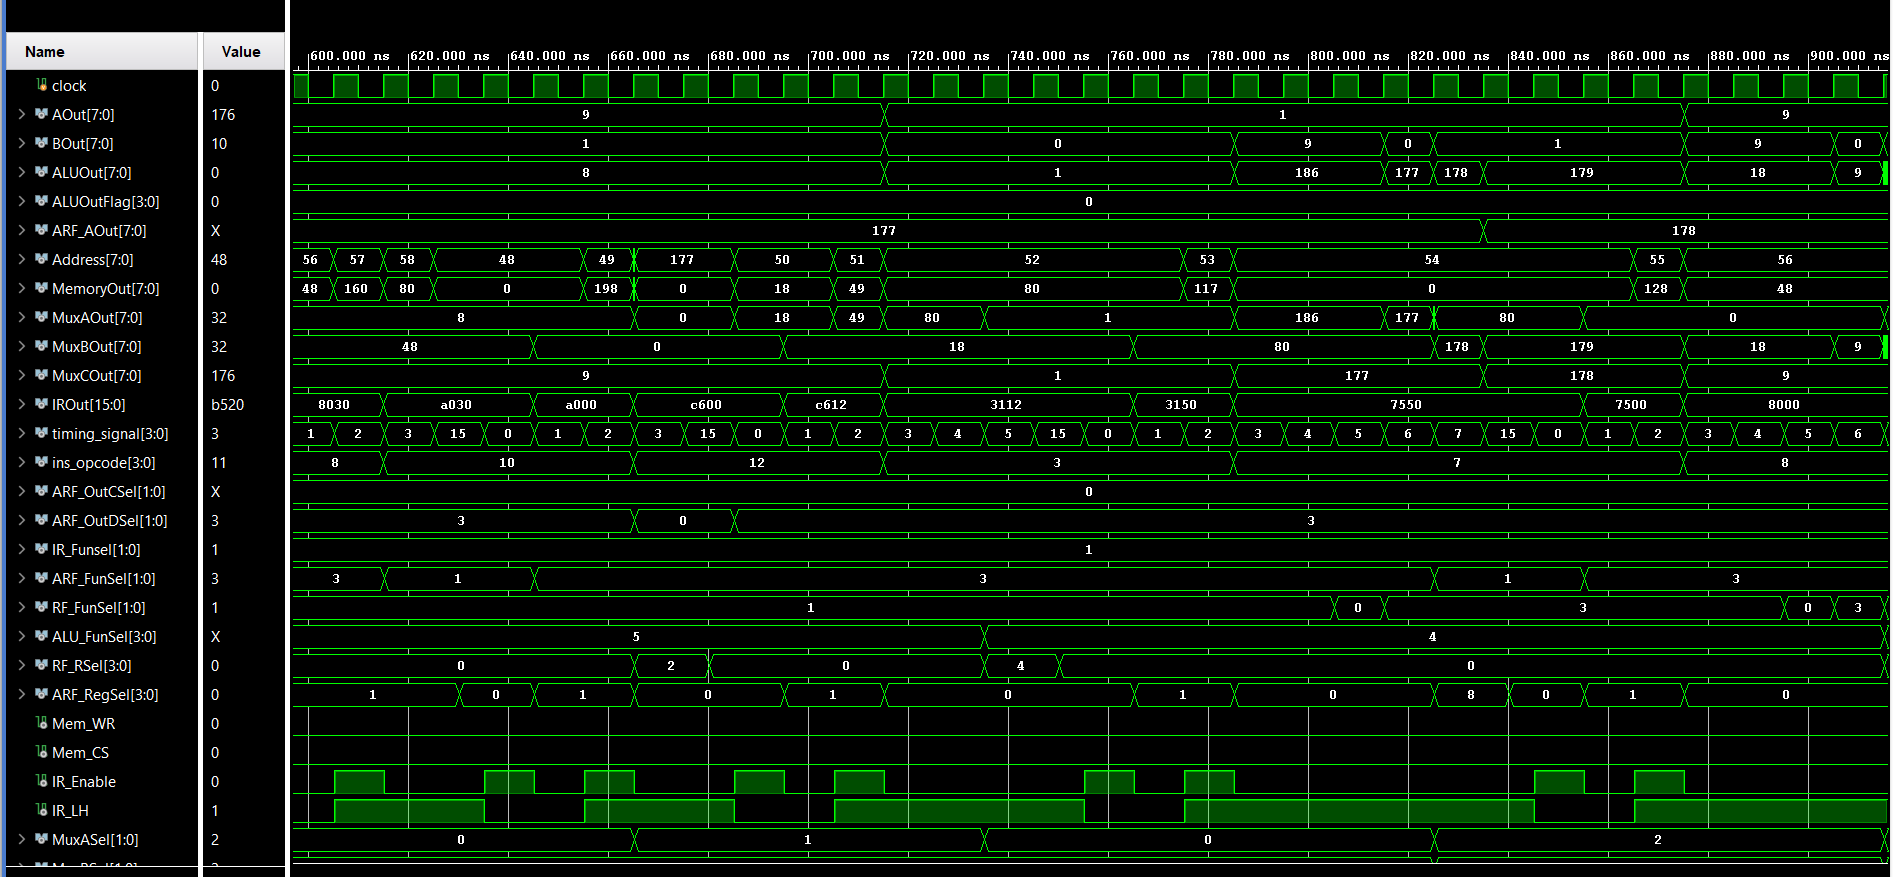 Name Value 600.000 ns 620.000 ns 640.000 ns 660.000 ns 680.000 ns 700.000 ns 720.000 ns 740.000 ns 760.000 ns 780.000 ns 800.000 ns 820.000 ns 840.000 ns 860.000 ns 880.000 ns 900.000 ns
clock 0
AOut[7:0] 176 9 1 9
BOut[7:0] 10 1 0 9 0 1 9 0
ALUOut[7:0] 0 8 1 186 177 178 179 18 9
ALUOutFlag[3:0] 0 0
ARF_AOut[7:0] X 177 178
Address[7:0] 48 56 57 58 48 49 177 50 51 52 53 54 55 56
MemoryOut[7:0] 0 48 160 80 0 198 0 18 49 80 117 0 128 48
MuxAOut[7:0] 32 8 0 18 49 80 1 186 177 80 0
MuxBOut[7:0] 32 48 0 18 80 178 179 18 9
MuxCOut[7:0] 176 9 1 177 178 9
IROut[15:0] b520 8030 a030 a000 c600 c612 3112 3150 7550 7500 8000
timing_signal[3:0] 3 1 2 3 15 0 1 2 3 15 0 1 2 3 4 5 15 0 1 2 3 4 5 6 7 15 0 1 2 3 4 5 6
ins_opcode[3:0] 11 8 10 12 3 7 8
ARF_OutCSel[1:0] X 0
ARF_OutDSel[1:0] 3 3 0 3
IR_Funsel[1:0] 1 1
ARF_FunSel[1:0] 3 3 1 3 1 3
RF_FunSel[1:0] 1 1 0 3 0 3
ALU_FunSel[3:0] X 5 4
RF_RSel[3:0] 0 0 2 0 4 0
ARF_RegSel[3:0] 0 1 0 1 0 1 0 1 0 8 0 1 0
Mem_WR 0
Mem_CS 0
IR_Enable 0
IR_LH 1
MuxASel[1:0] 2 0 1 0 2